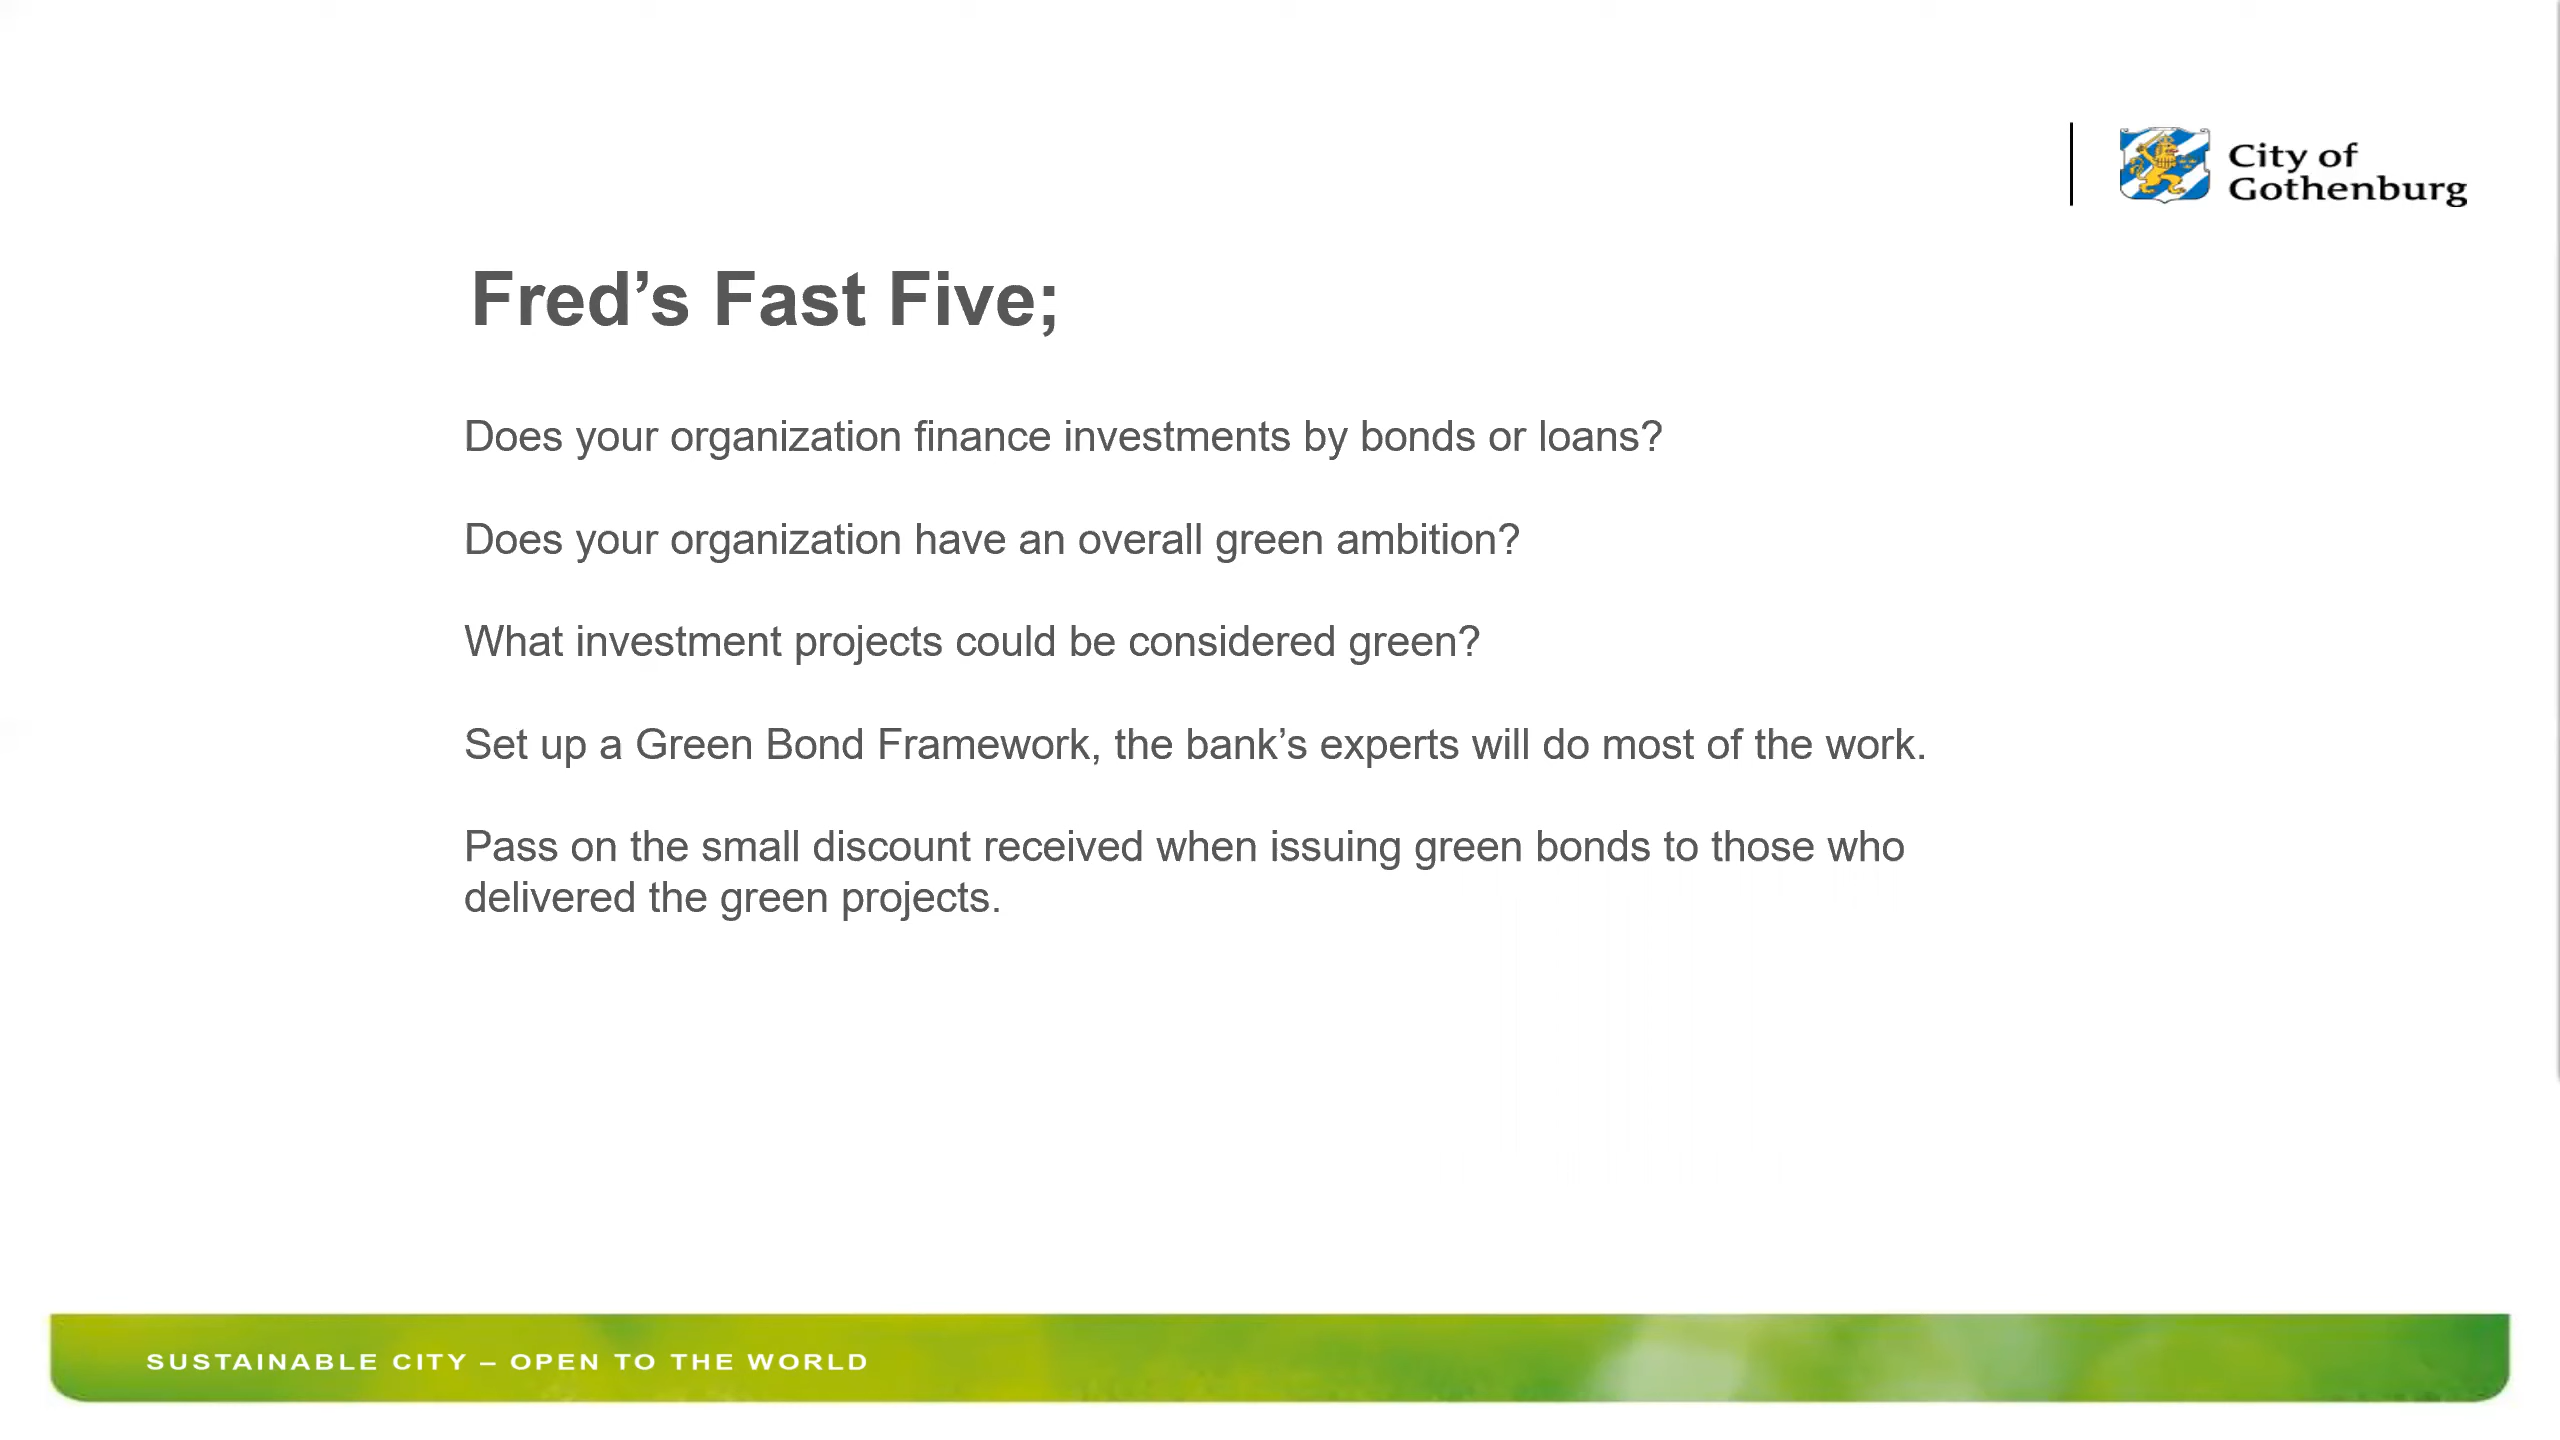 City of
Gothenburg
Fred’s Fast Five;
Does your organization finance investments by bonds or loans?
Does your organization have an overall green ambition?
What investment projects could be considered green?
Set up a Green Bond Framework, the bank’s experts will do most of the work.
Pass on the small discount received when issuing green bonds to those who
delivered the green projects.
SUSTAINABLE CITY – OPEN TO THE WORLD